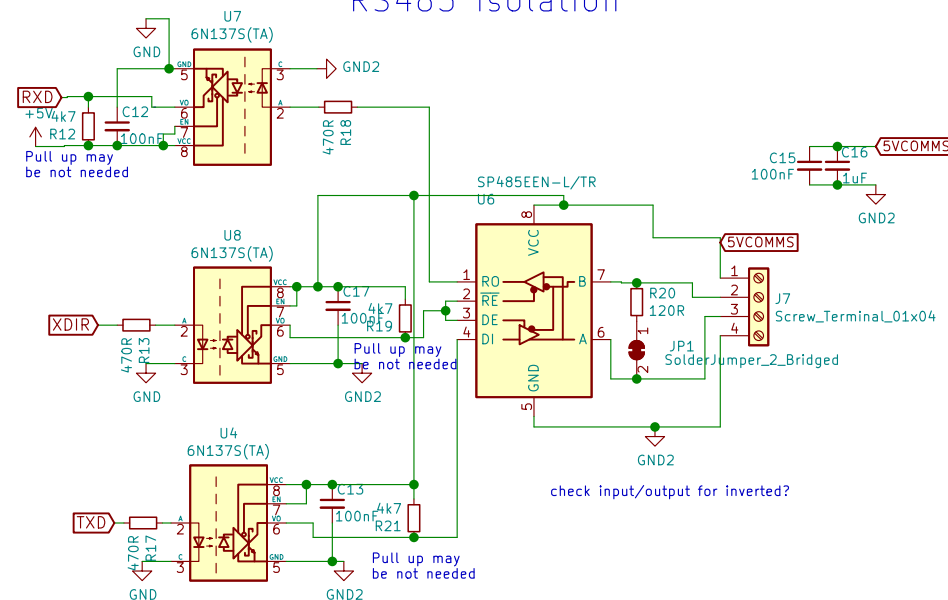 RS485 Isolation
U7
6N137S(TA)
GND
GND
5
C
3
GND2
RXD
VO
6
A
2
+5V
4k7
R12
C12
100nF
EN
7
VCC
8
470R
R18
Pull up may
be not needed
C15
100nF
C16
1uF
5VCOMMS
GND2
SP485EEN-L/TR
U6
8
VCC
5VCOMMS
U8
6N137S(TA)
VCC
8
EN
7
C17
100nF
4k7
R19
1
RO
2
RE
3
DE
4
DI
B
7
A
6
GND
5
R20
120R
1
2
3
4
J7
Screw_Terminal_01x04
XDIR
470R
R13
A
2
VO
6
C
3
GND
5
GND
GND2
Pull up may
be not needed
1
JP1
SolderJumper_2_Bridged
2
GND2
U4
6N137S(TA)
VCC
8
EN
7
C13
100nF
4k7
R21
check input/output for inverted?
TXD
470R
R17
A
2
VO
6
C
3
GND
5
GND
GND2
Pull up may
be not needed